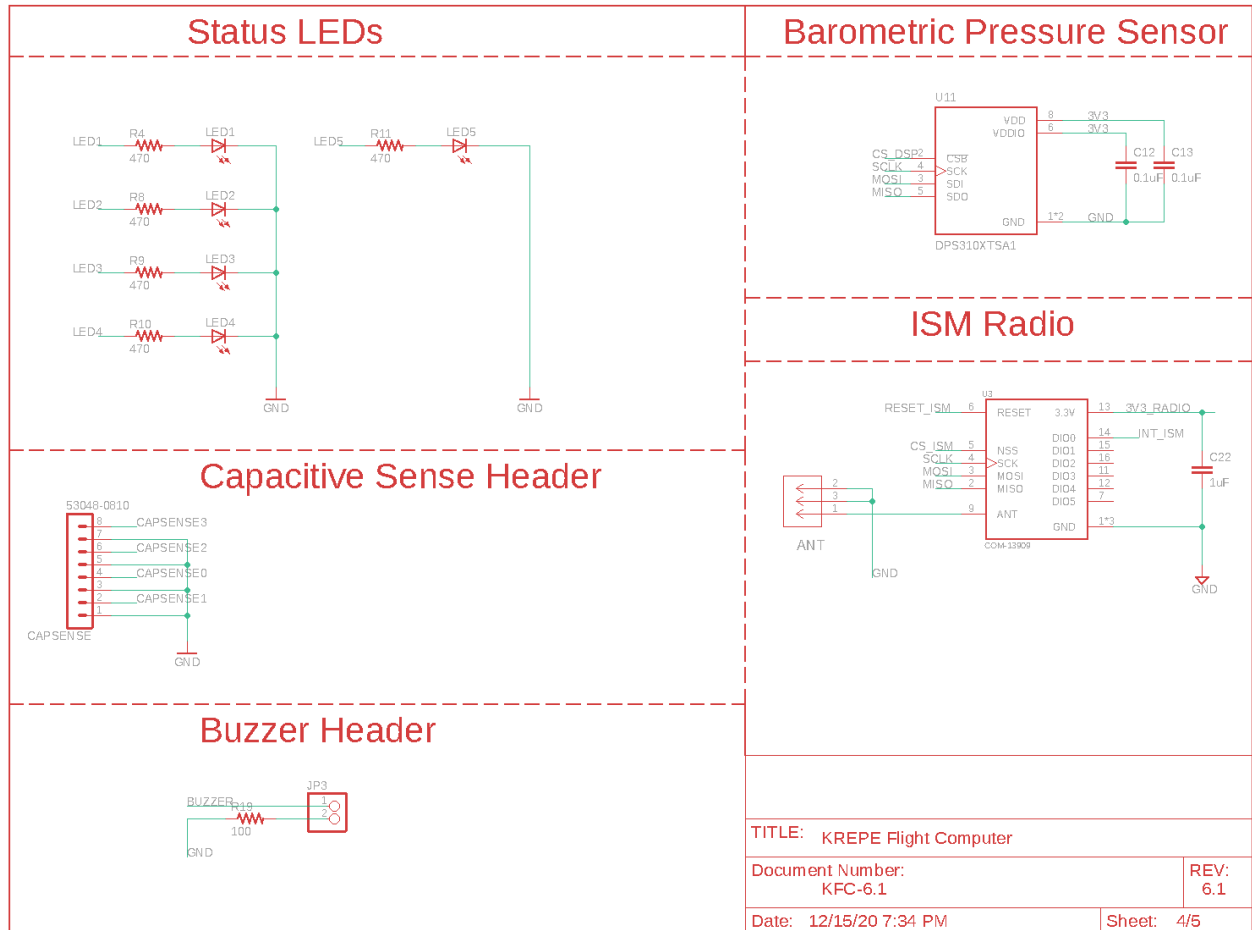 Status LEDs
LED1
R4
470
LED1
LED5
R11
470
LED5
LED2
R8
470
LED2
LED3
R9
470
LED3
LED4
R10
470
LED4
GND
GND
Capacitive Sense Header
53048-0810
8
CAPSENSE3
7
6
CAPSENSE2
5
4
CAPSENSE0
3
2
CAPSENSE1
1
CAPSENSE
GND
Buzzer Header
JP3
BUZZER
1
R19
2
100
GND
Barometric Pressure Sensor
U11
VDD
8
3V3
VDDIO
6
3V3
CS_DSP
2
CSB
SCLK
4
SCK
MOSI
3
SDI
MISO
5
SDO
C12
C13
0.1uF
0.1uF
GND
1*2
GND
DPS310XTSA1
ISM Radio
U3
RESET_ISM
6
RESET
3.3V
13
3V3_RADIO
DIO0
14
INT_ISM
CS_ISM
5
NSS
DIO1
15
SCLK
4
SCK
DIO2
16
MOSI
3
MOSI
DIO3
11
MISO
2
MISO
DIO4
12
DIO5
7
C22
1uF
2
3
1
9
ANT
GND
1*3
ANT
COM-13909
GND
GND
TITLE: KREPE Flight Computer
Document Number:
KFC-6.1
REV:
6.1
Date: 12/15/20 7:34 PM
Sheet: 4/5